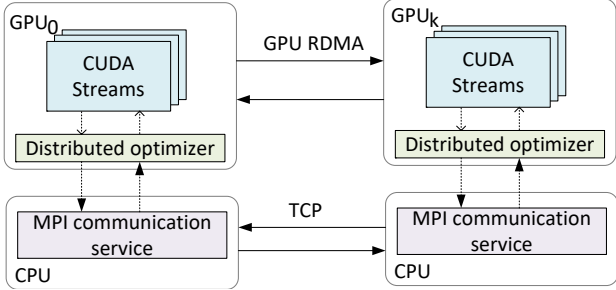 GPU0
CUDA
Streams
Distributed optimizer
GPU RDMA
GPUk
CUDA
Streams
Distributed optimizer
MPI communication
service
CPU
TCP
MPI communication
service
CPU